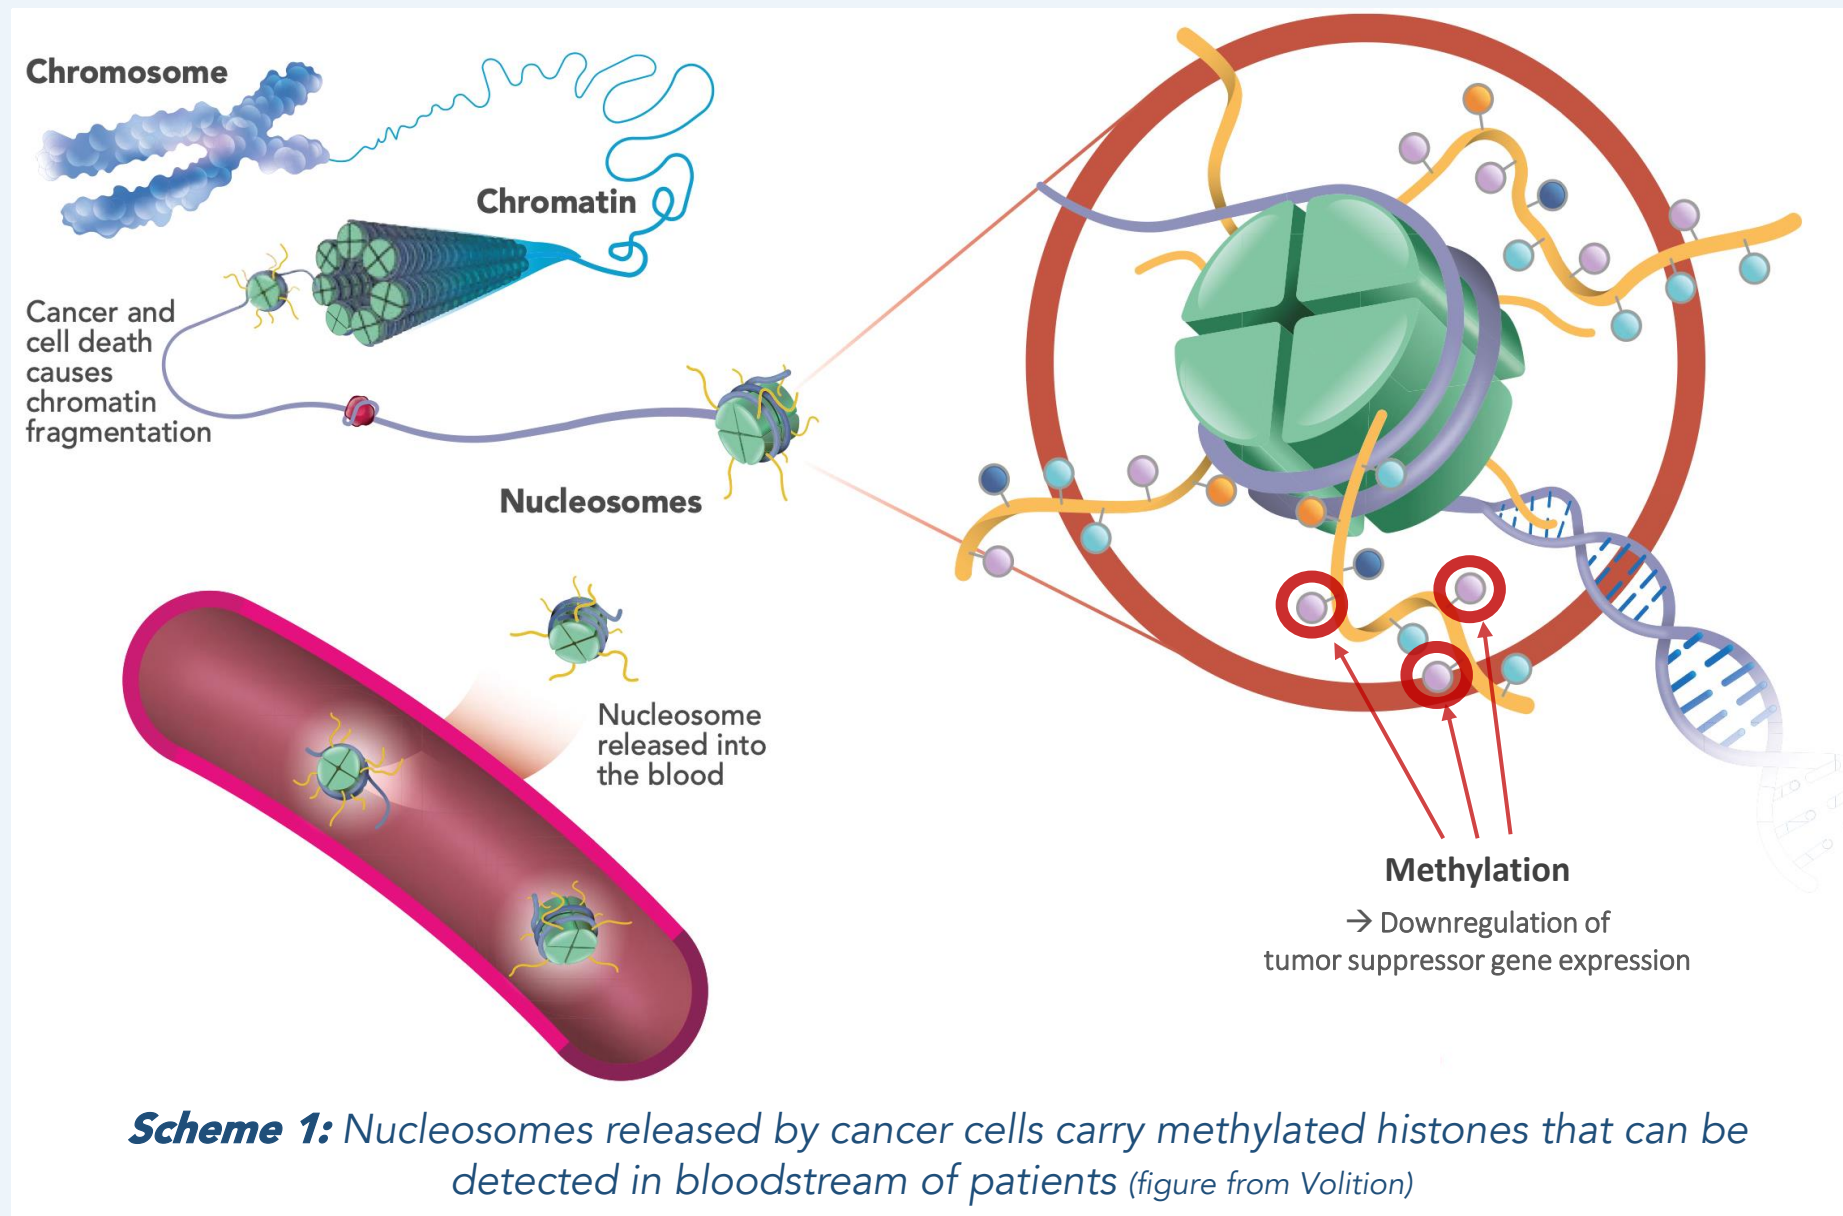 Chromosome
Chromatin
Cancer and
cell death
causes
chromatin
fragmentation
Nucleosomes
Nucleosome
released into
the blood
Methylation
→ Downregulation of
tumor suppressor gene expression
Scheme 1: Nucleosomes released by cancer cells carry methylated histones that can be
detected in bloodstream of patients (figure from Volition)